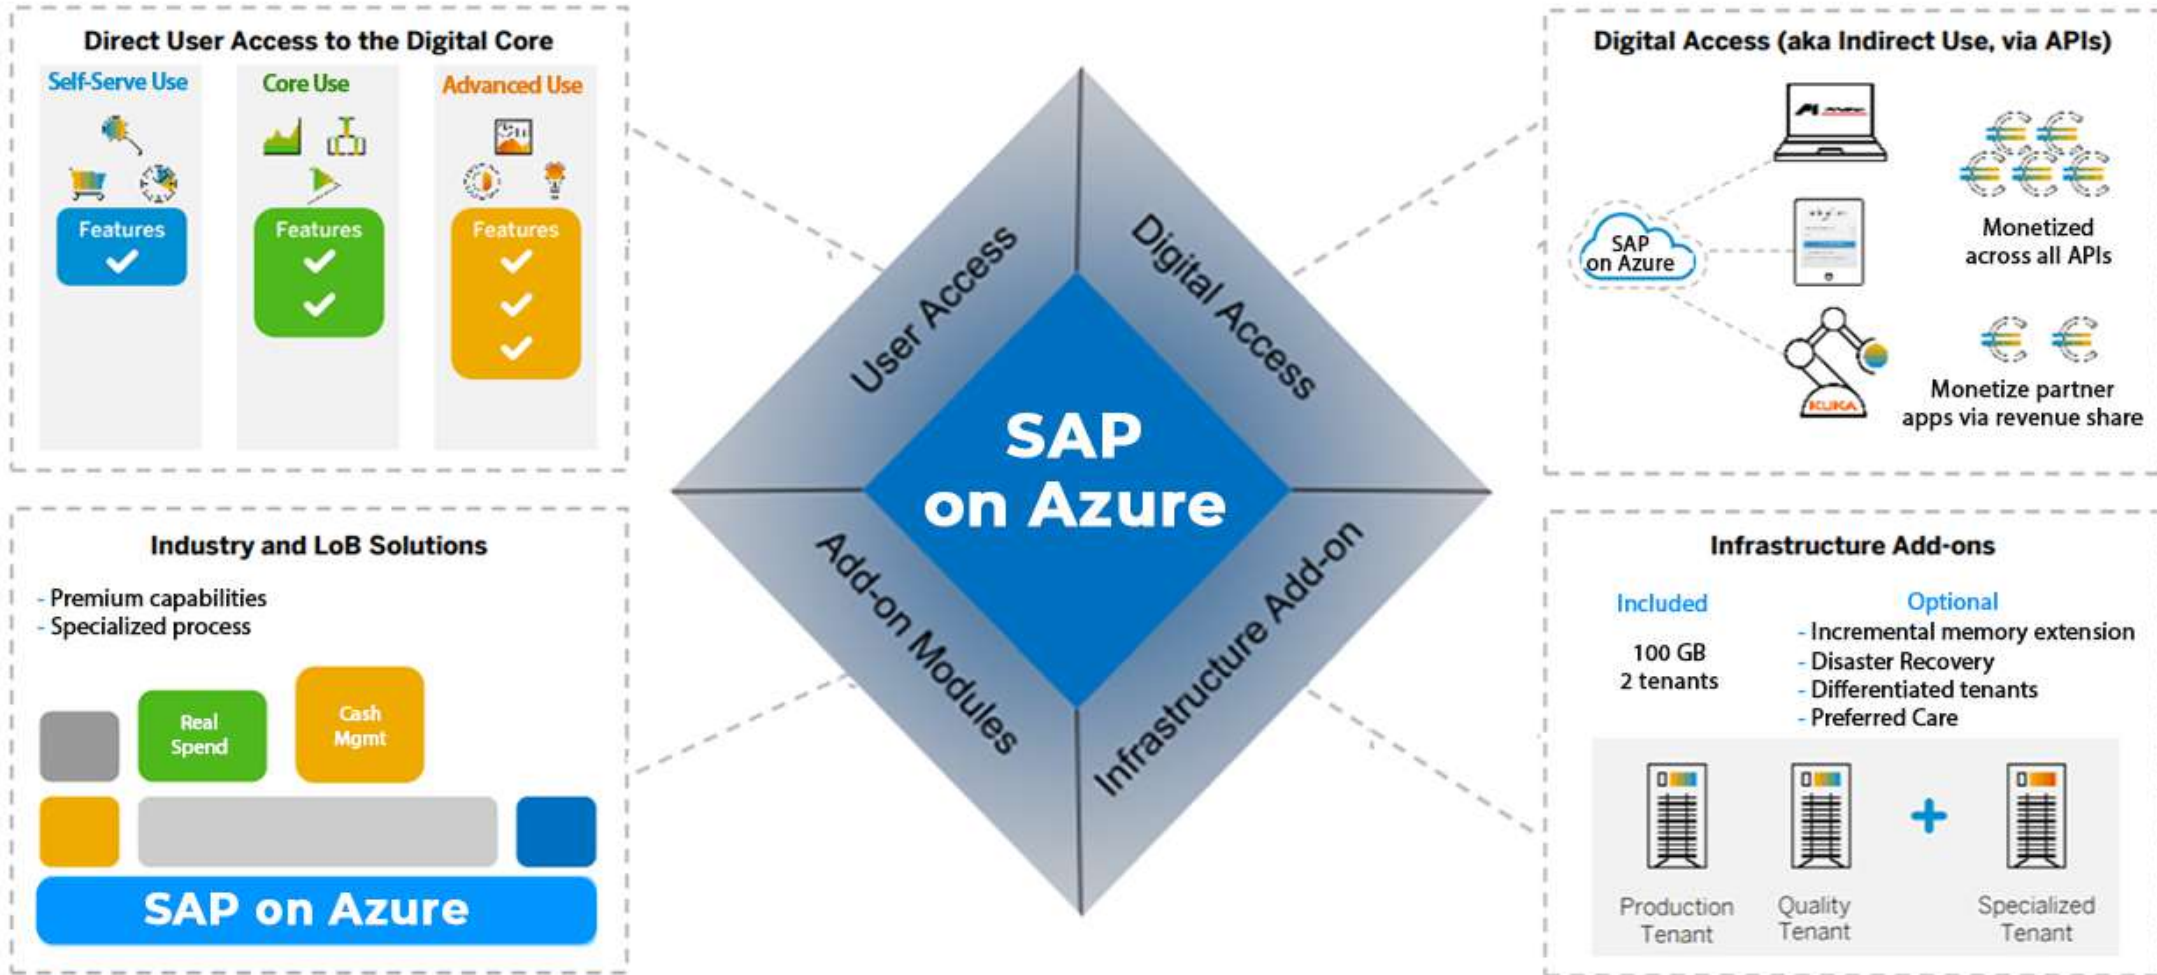 Direct User Access to the Digital Core
Self-Serve Use
Core Use
Advanced Use
Features
Features
Features
Digital Access (aka Indirect Use, via APIs)
SAP
on Azure
KUKA
Monetized
across all APIs
Monetize partner
apps via revenue share
User Access
Digital Access
SAP
on Azure
Add-on Modules
Infrastructure Add-on
Industry and LoB Solutions
- Premium capabilities
- Specialized process
Real
Spend
Cash
Mgmt
SAP on Azure
Infrastructure Add-ons
Included
100 GB
2 tenants
Optional
- Incremental memory extension
- Disaster Recovery
- Differentiated tenants
- Preferred Care
Production
Tenant
Quality
Tenant
Specialized
Tenant